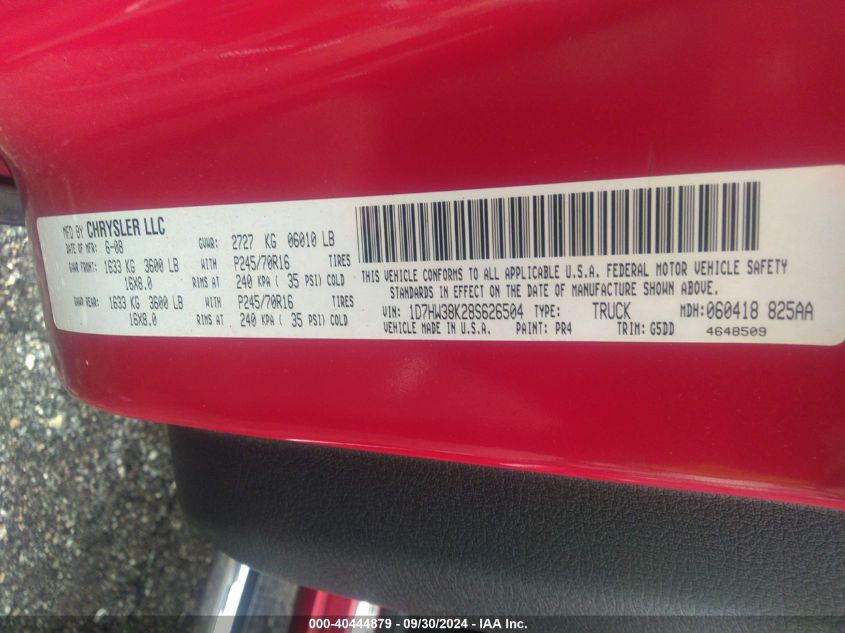 MFD BY CHRYSLER LLC
DATE OF MFR: 6-08 GVWR: 2727 KG 06010 LB
GAWR FRONT: 1633 KG 3600 LB WITH P245/70R16 TIRES
16X8.0 RIMS AT 240 KPA ( 35 PSI) COLD
GAWR REAR: 1633 KG 3600 LB WITH P245/70R16 TIRES
16X8.0 RIMS AT 240 KPA ( 35 PSI) COLD
THIS VEHICLE CONFORMS TO ALL APPLICABLE U.S.A. FEDERAL MOTOR VEHICLE SAFETY
STANDARDS IN EFFECT ON THE DATE OF MANUFACTURE SHOWN ABOVE.
VIN: 1D7HW38K28S626504 TYPE: TRUCK MDH: 060418 825AA
VEHICLE MADE IN U.S.A. PAINT: PR4 TRIM: G5DD 4648509
000-40444879 - 09/30/2024 - IAA Inc.